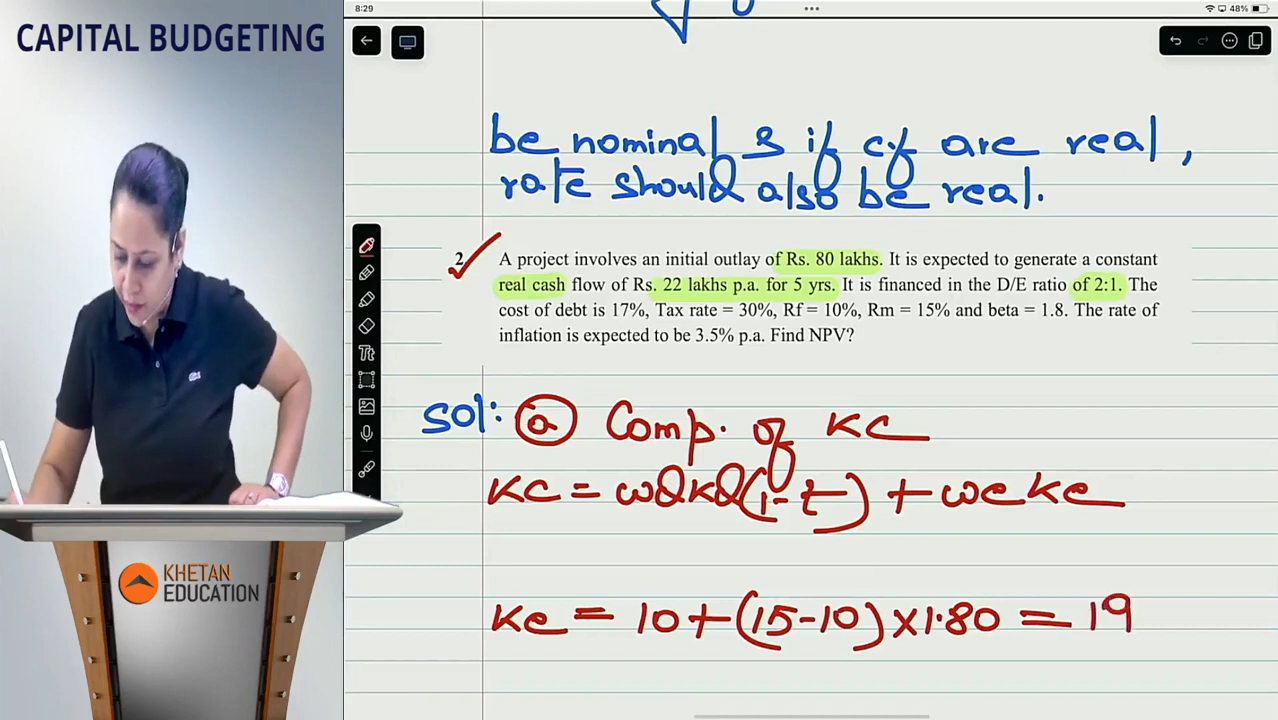 CAPITAL BUDGETING
8:29
48%
be nominal & if cf are real,
rate should also be real.
2. A project involves an initial outlay of Rs. 80 lakhs. It is expected to generate a constant
real cash flow of Rs. 22 lakhs p.a. for 5 yrs. It is financed in the D/E ratio of 2:1. The
cost of debt is 17%, Tax rate = 30%, Rf = 10%, Rm = 15% and beta = 1.8. The rate of
inflation is expected to be 3.5% p.a. Find NPV?
Tt
Sol: (a) Comp. of KC
KC = wdkd(1-t) + weke
Ke = 10+(15-10)×1.80 = 19
KHETAN
EDUCATION